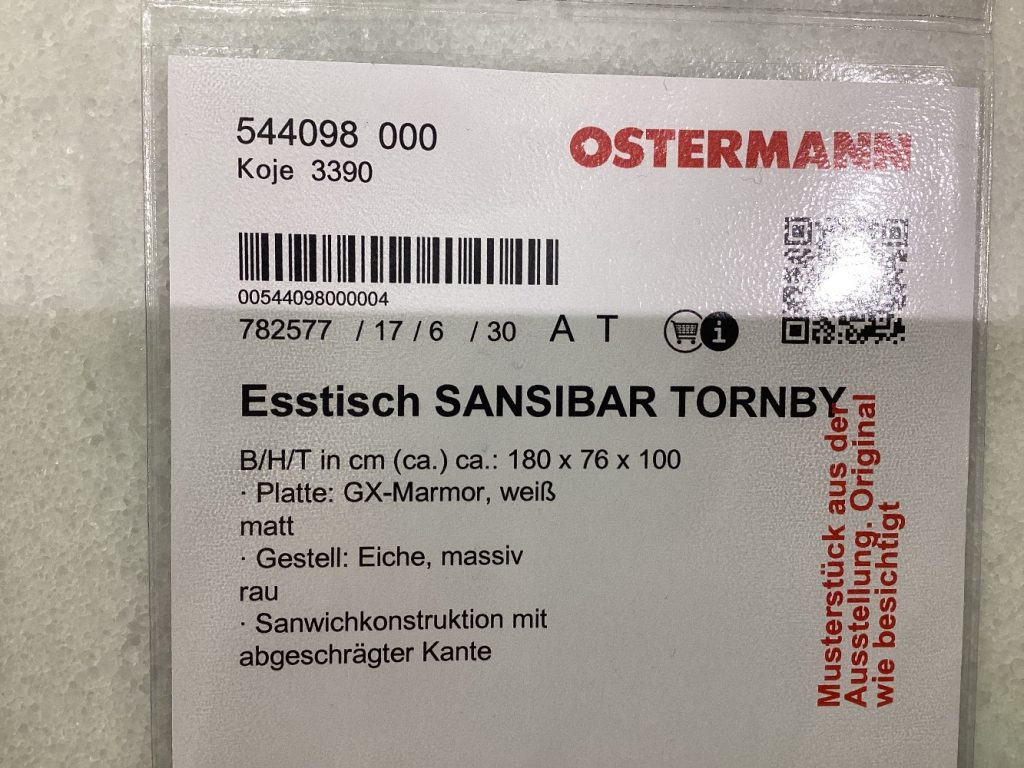 544098 000
Koje 3390
OSTERMANN
00544098000004
782577 / 17 / 6 / 30 A T
i
Esstisch SANSIBAR TORNBY
B/H/T in cm (ca.) ca.: 180 x 76 x 100
· Platte: GX-Marmor, weiß
matt
· Gestell: Eiche, massiv
rau
· Sanwichkonstruktion mit
abgeschrägter Kante
Musterstück aus der
Ausstellung. Original
wie besichtigt